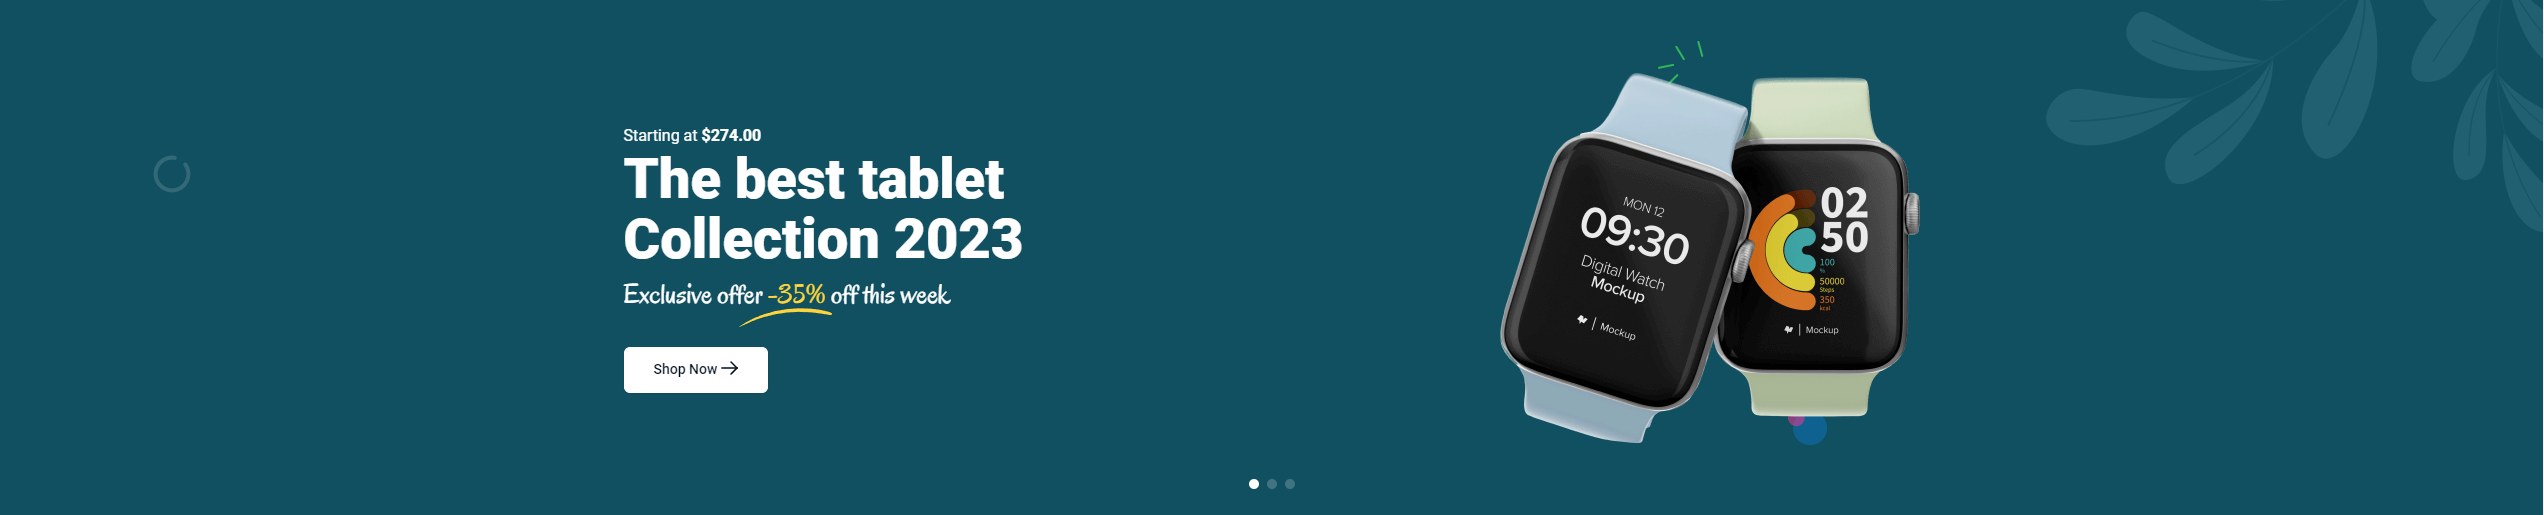 Starting at $274.00
The best tablet
Collection 2023
Exclusive offer -35% off this week
Shop Now
MON 12
09:30
Digital Watch
Mockup
Mockup
02
50
100
%
50000
Steps
350
kcal
Mockup